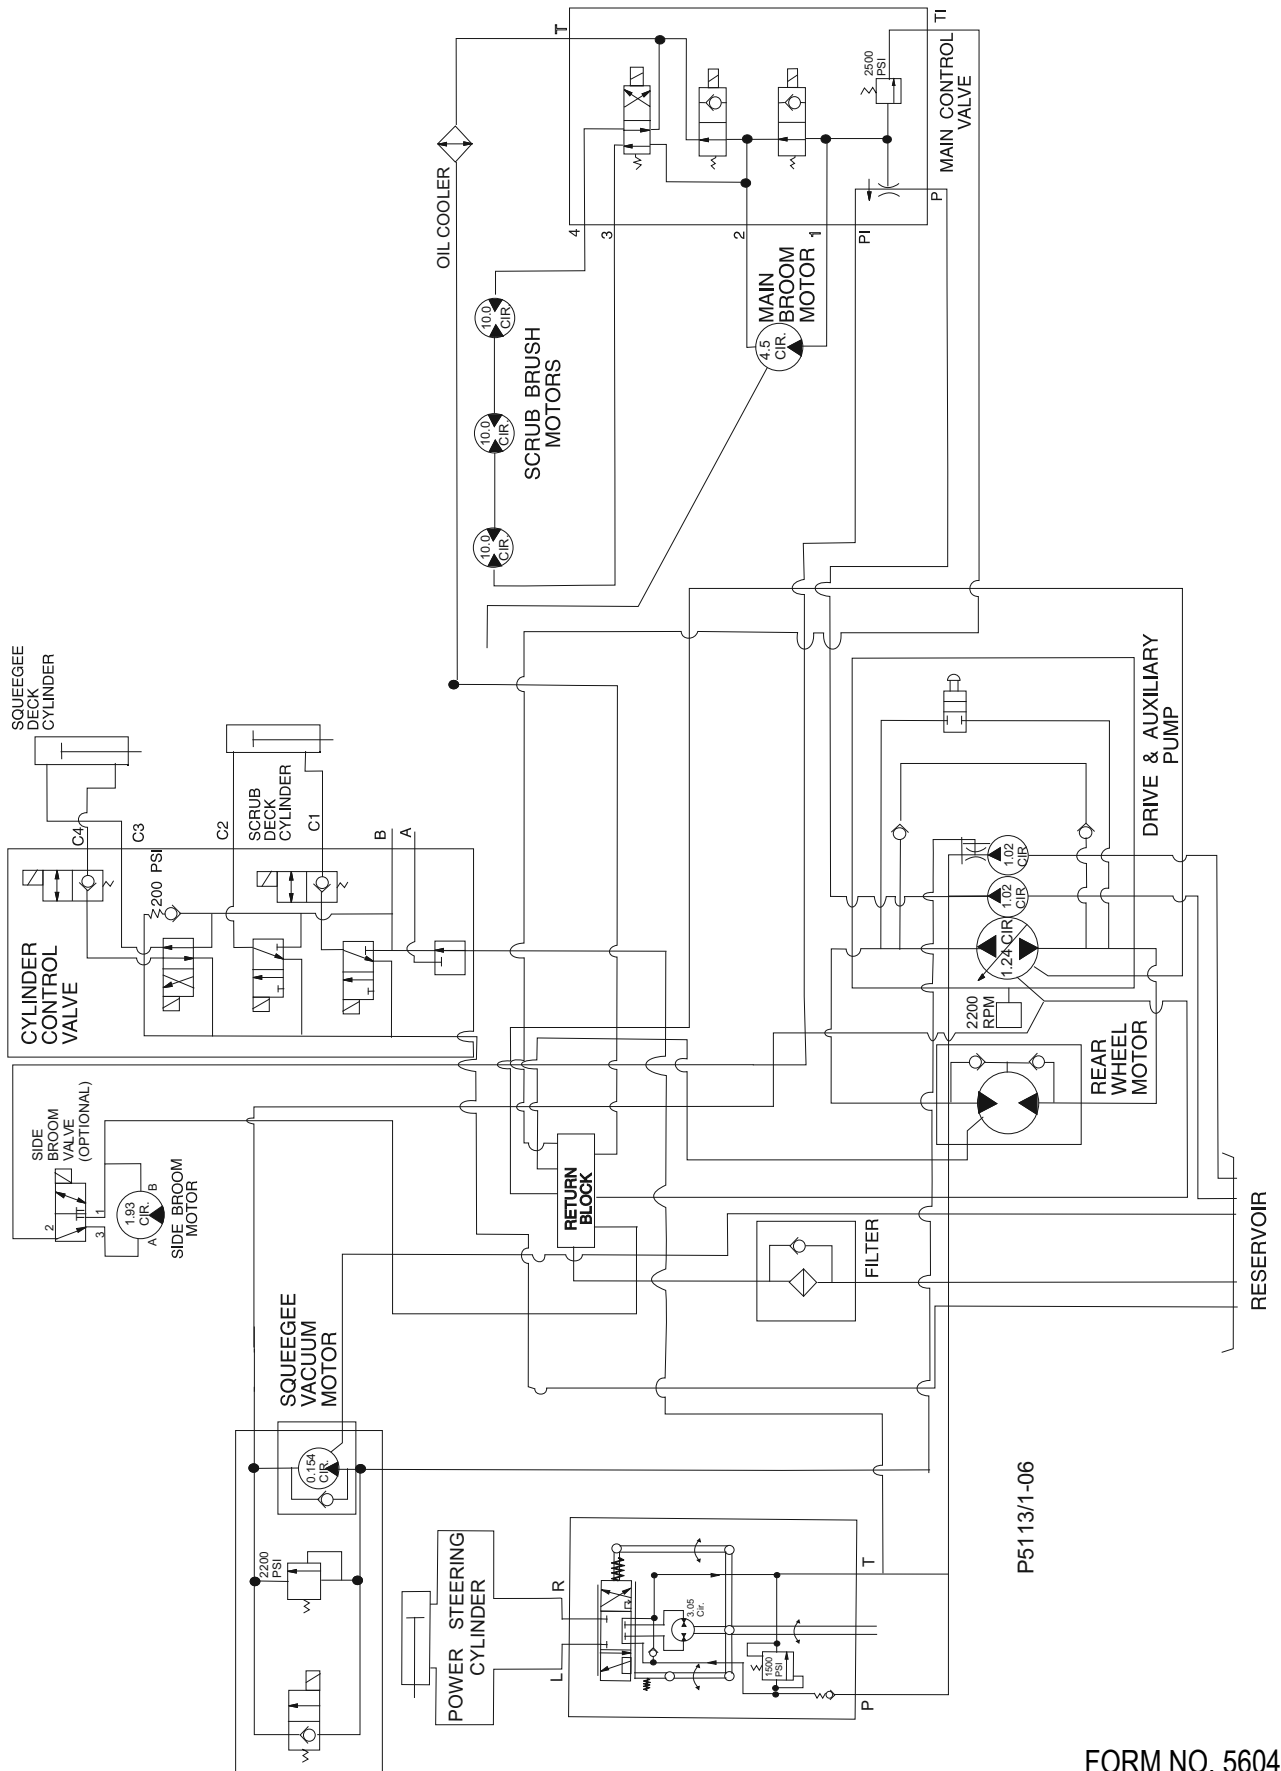 T
TI
2500
PSI
MAIN CONTROL
VALVE
OIL COOLER
4
3
2
1
PI
P
10.0
CIR
10.0
CIR.
10.0
CIR.
SCRUB BRUSH
MOTORS
MAIN
BROOM
MOTOR
4.5
CIR.
SQUEEGEE
DECK
CYLINDER
C4
C3
C2
SCRUB
DECK
CYLINDER
C1
B
A
200 PSI
CYLINDER
CONTROL
VALVE
DRIVE & AUXILIARY
PUMP
1.02
CIR
1.02
CIR
1.24 CIR
2200
RPM
REAR
WHEEL
MOTOR
SIDE
BROOM
VALVE
(OPTIONAL)
2
3
1
1.93
CIR.
A
B
SIDE BROOM
MOTOR
RETURN
BLOCK
FILTER
RESERVOIR
SQUEEGEE
VACUUM
MOTOR
0.154
CIR.
2200
PSI
POWER STEERING
CYLINDER
L
R
3.05
Cir.
1500
PSI
T
P
P5113/1-06
FORM NO. 5604